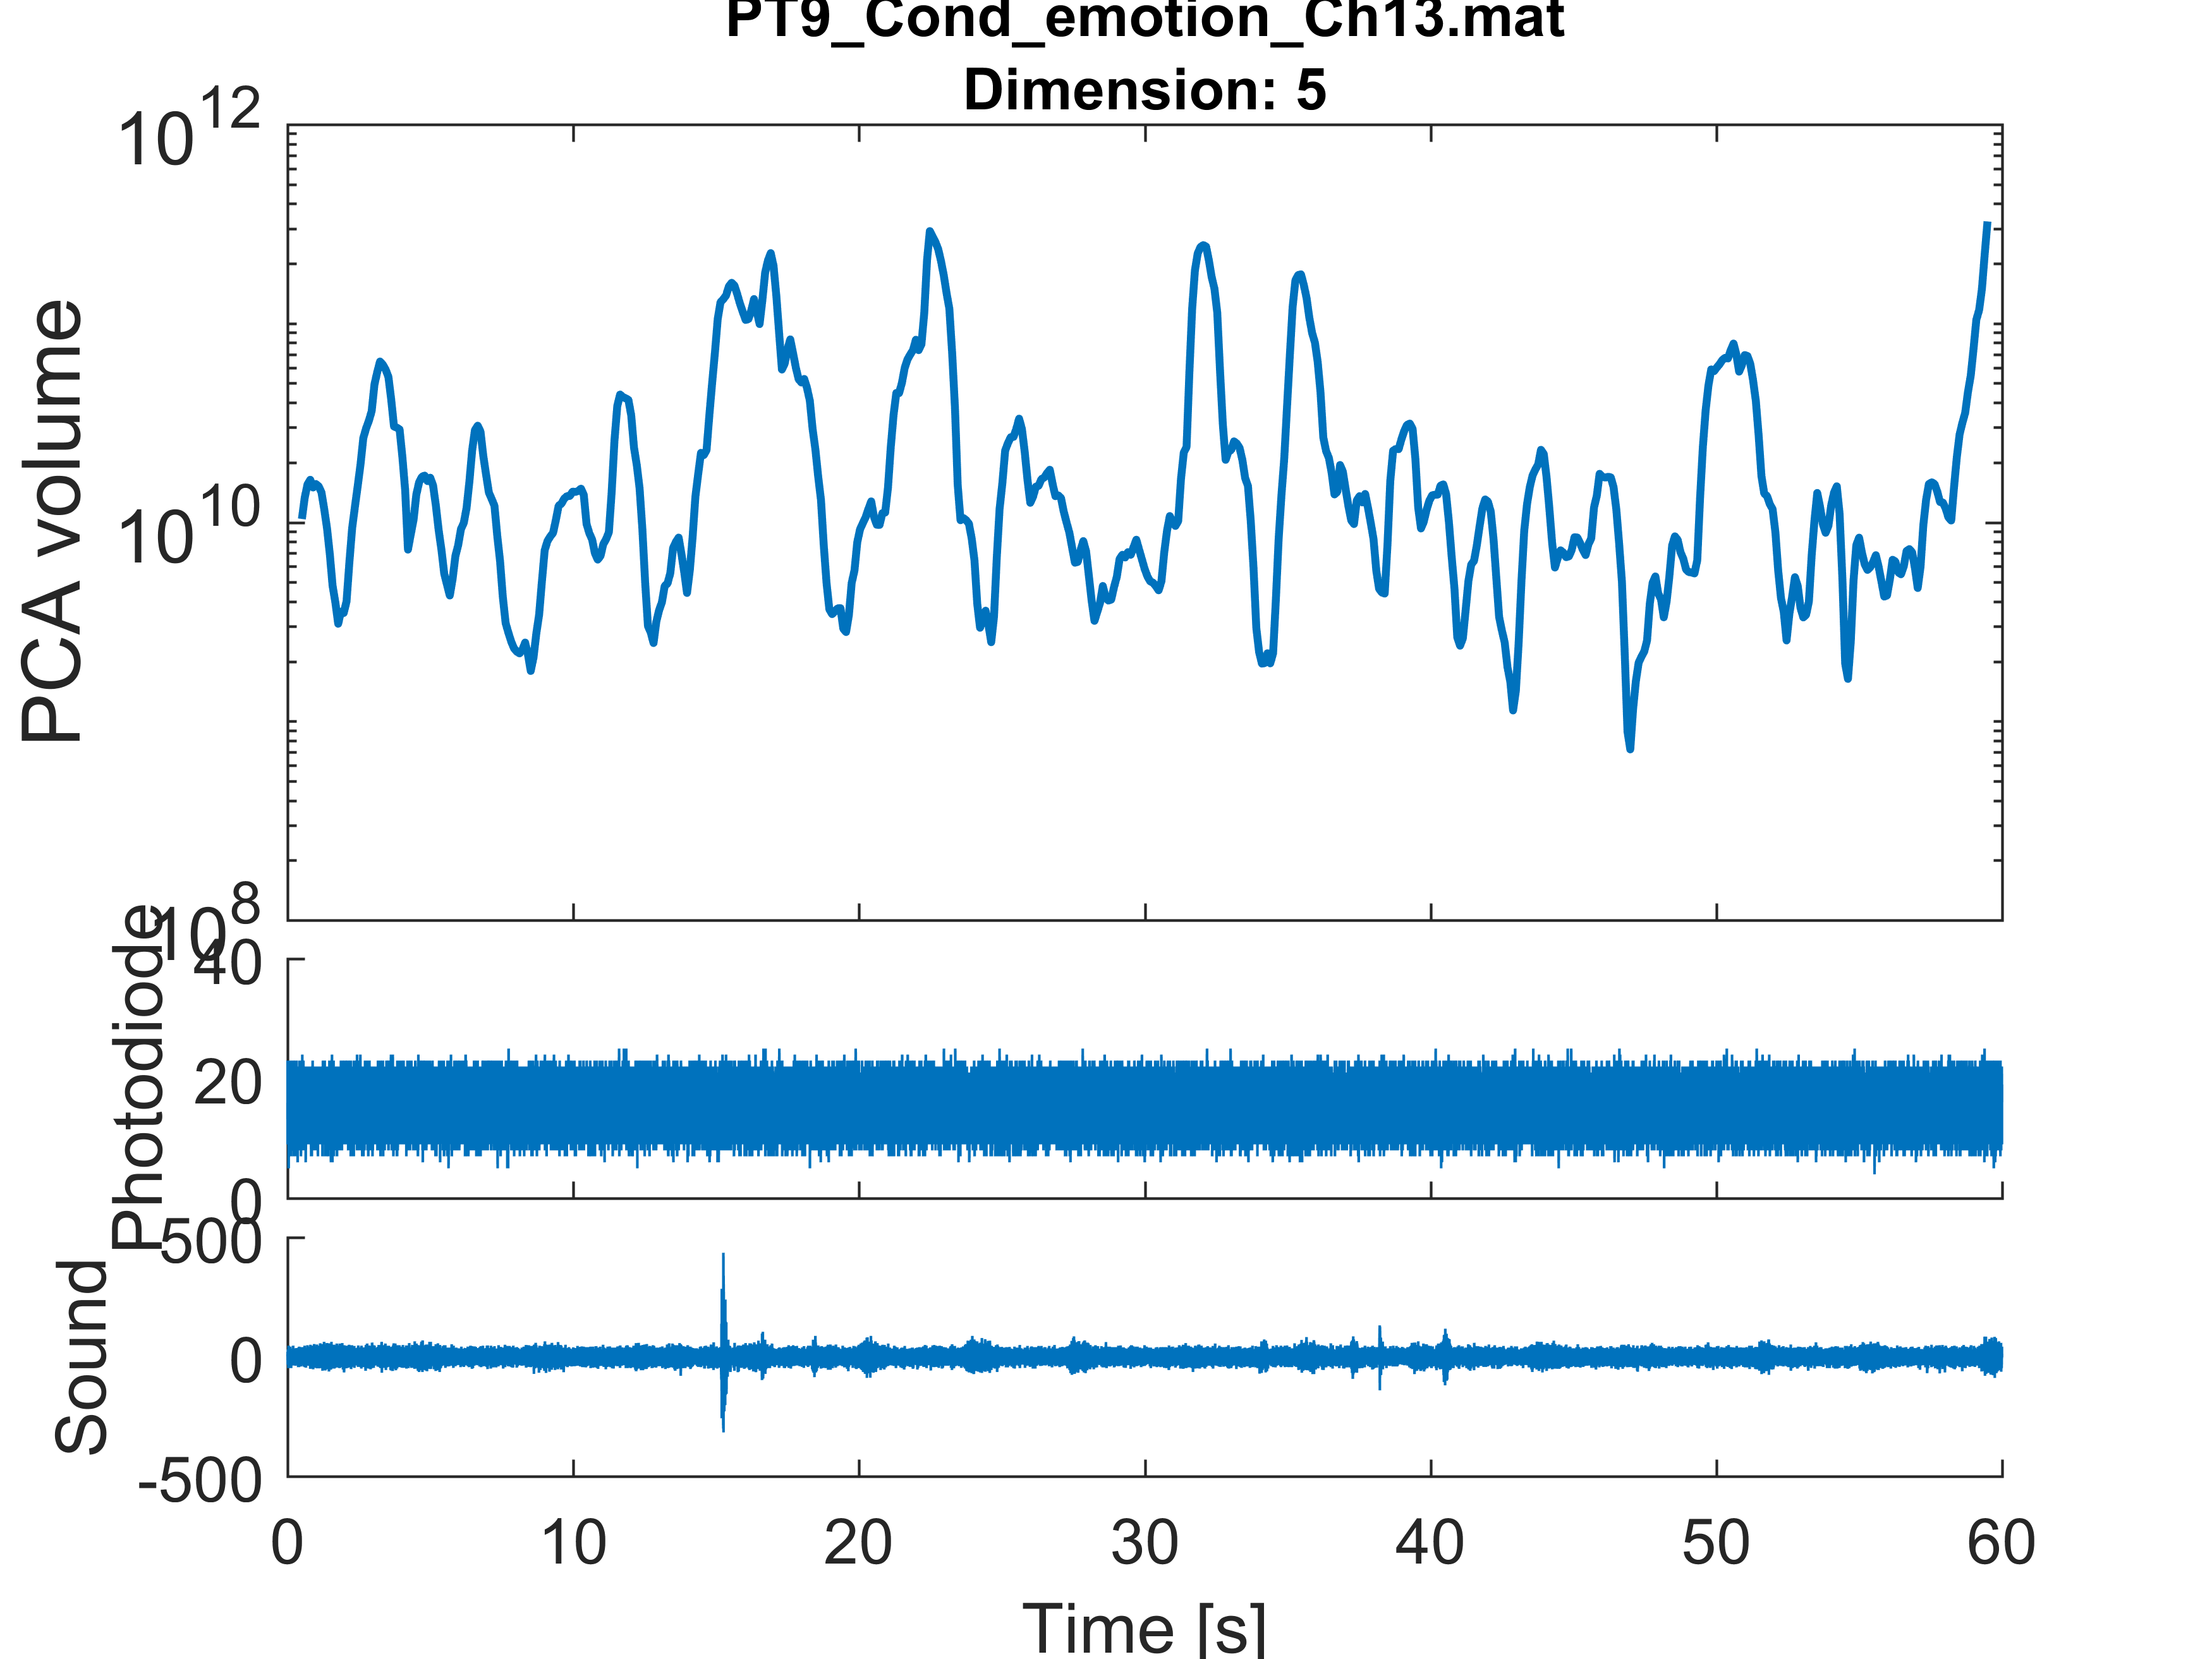 PT9_Cond_emotion_Ch13.mat
Dimension: 5
10^12
10^10
10^8
PCA volume
40
20
0
Photodiode
500
0
-500
Sound
0 10 20 30 40 50 60
Time [s]